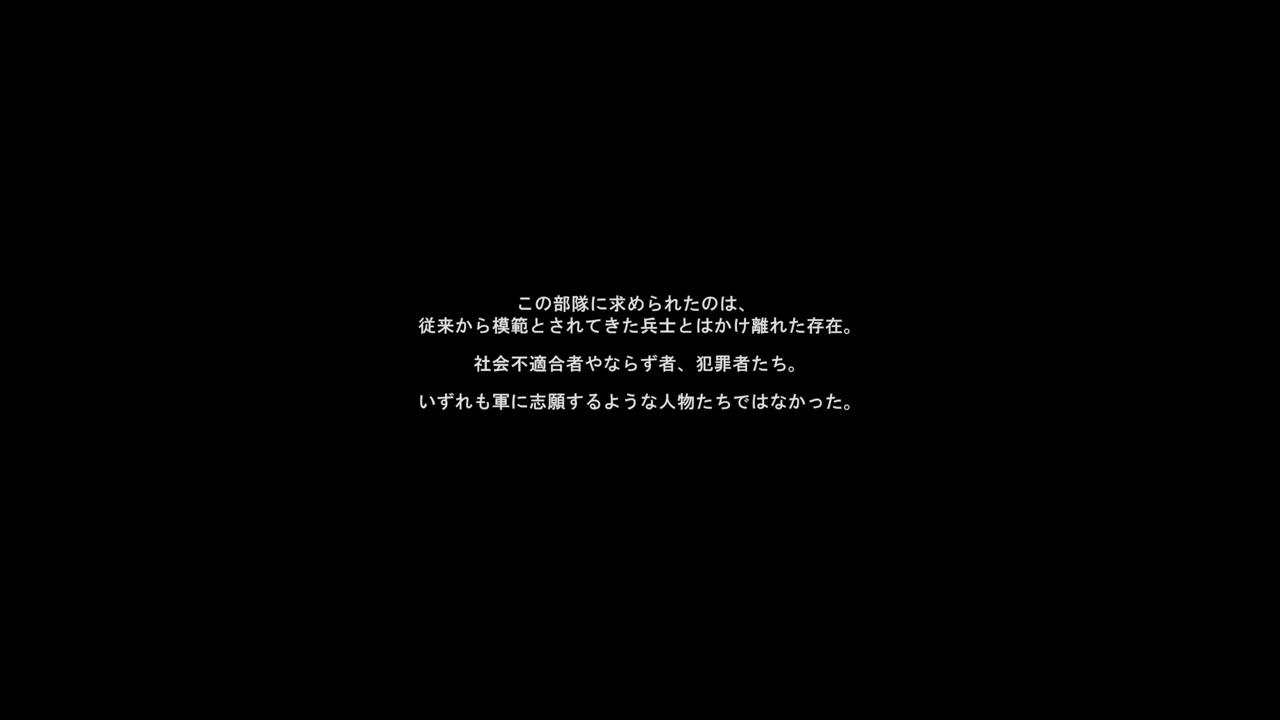 この部隊に求められたのは、
従来から模範とされてきた兵士とはかけ離れた存在。
社会不適合者やならず者、犯罪者たち。
いずれも軍に志願するような人物たちではなかった。